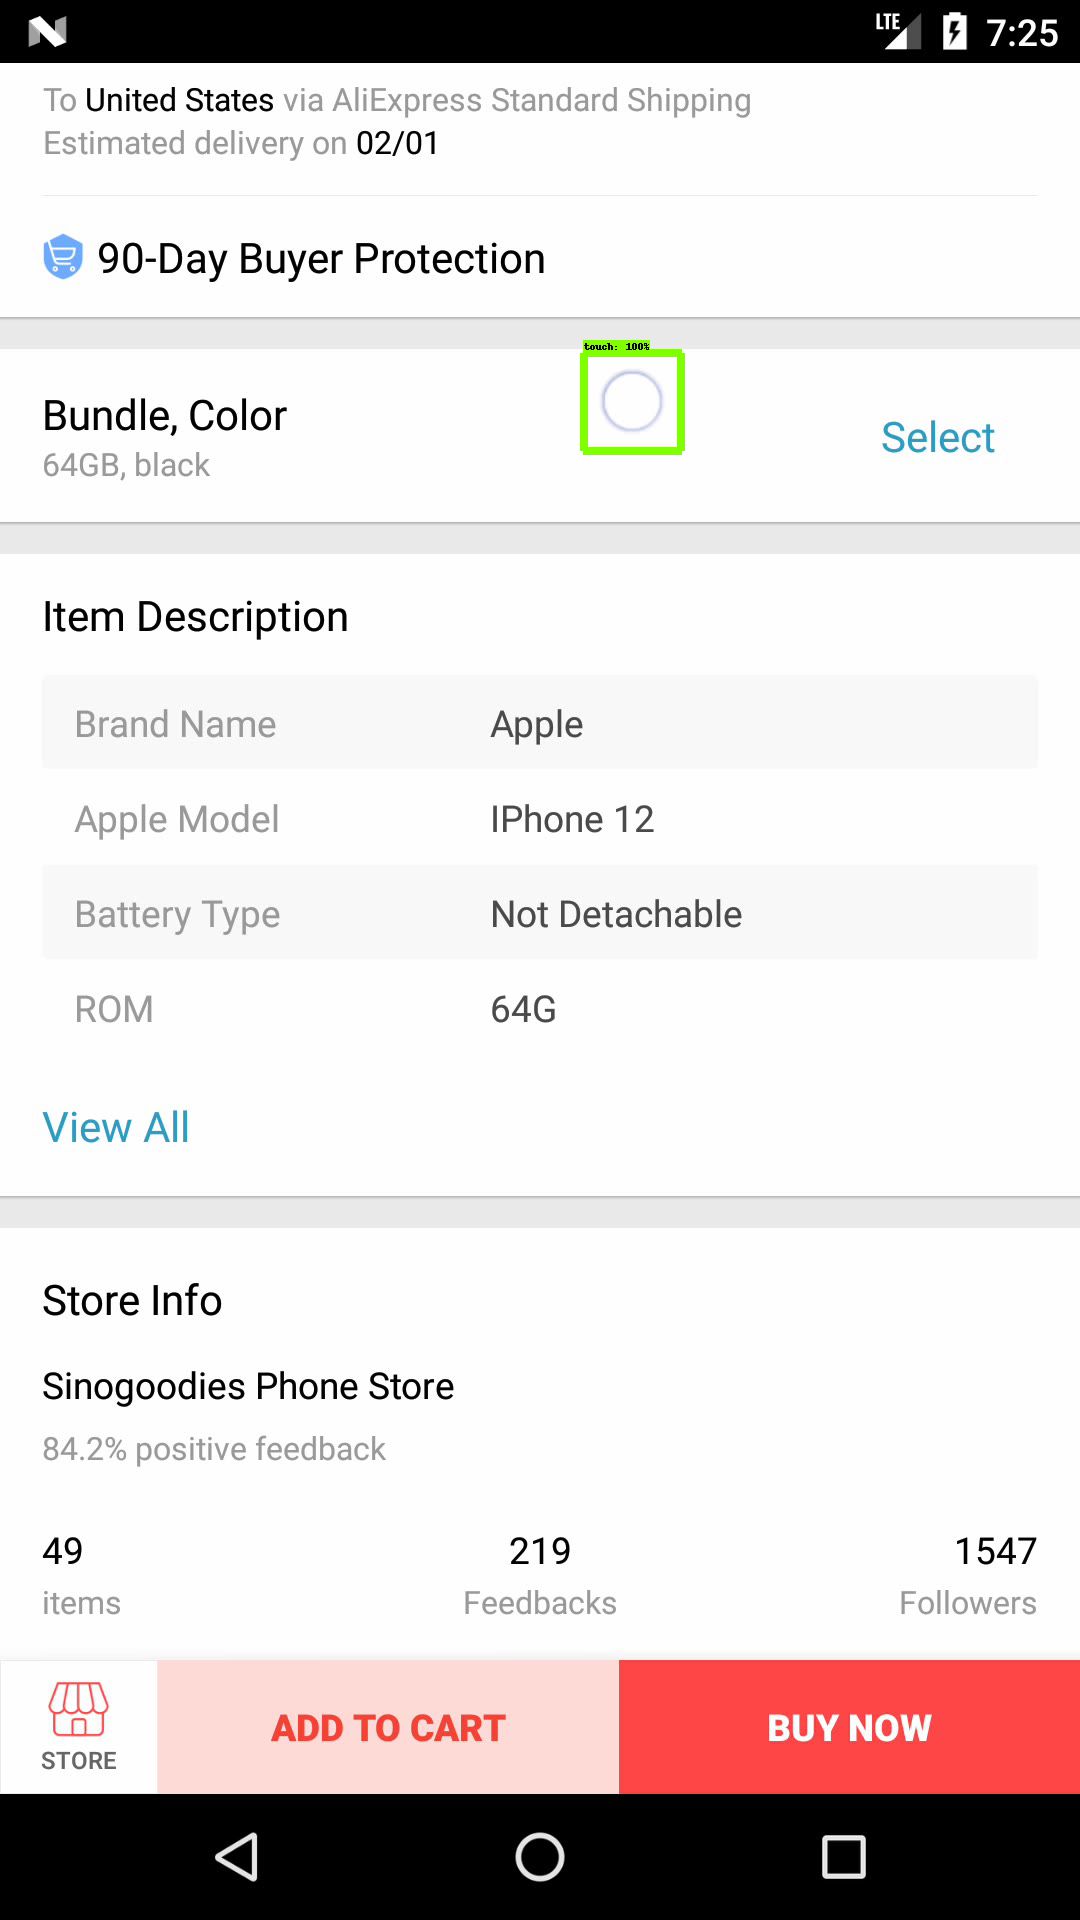 LTE 7:25
To United States via AliExpress Standard Shipping
Estimated delivery on 02/01
90-Day Buyer Protection
touch: 100%
Bundle, Color
64GB, black
Select
Item Description
Brand Name Apple
Apple Model IPhone 12
Battery Type Not Detachable
ROM 64G
View All
Store Info
Sinogoodies Phone Store
84.2% positive feedback
49 219 1547
items Feedbacks Followers
STORE ADD TO CART BUY NOW